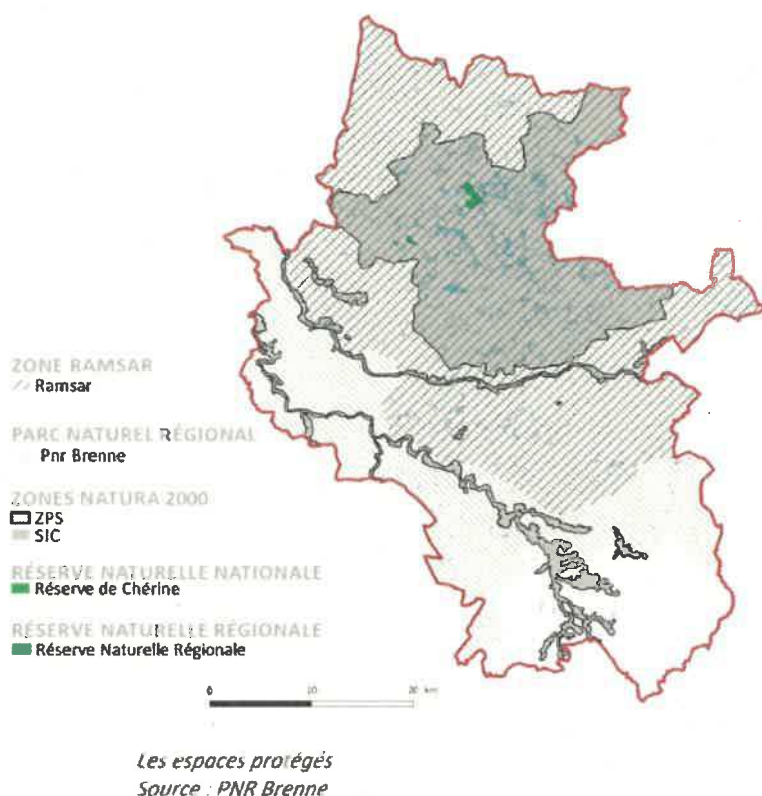 ZONE RAMSAR
Ramsar
PARC NATUREL RÉGIONAL
Pnr Brenne
ZONES NATURA 2000
ZPS
SIC
RÉSERVE NATURELLE NATIONALE
Réserve de Chérine
RÉSERVE NATURELLE RÉGIONALE
Réserve Naturelle Régionale
0 10 20 km
Les espaces protégés
Source : PNR Brenne